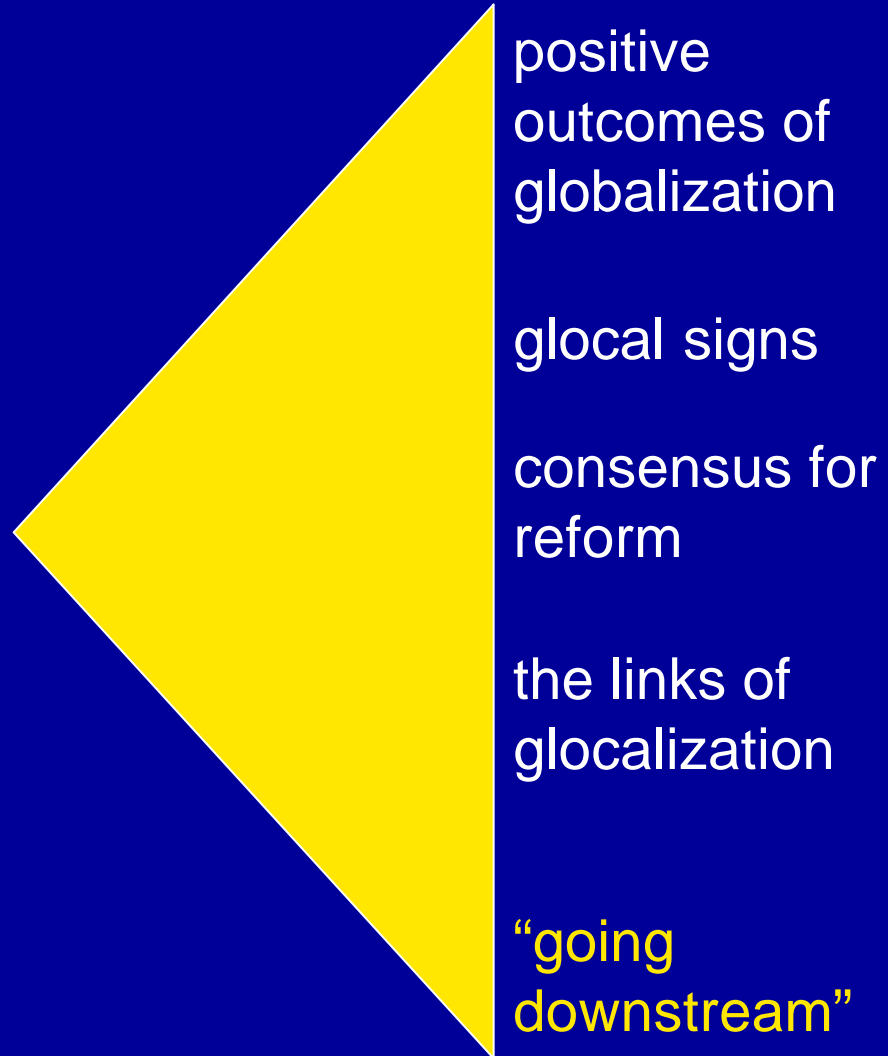 positive
outcomes of
globalization
glocal signs
consensus for
reform
the links of
glocalization
“going
downstream”